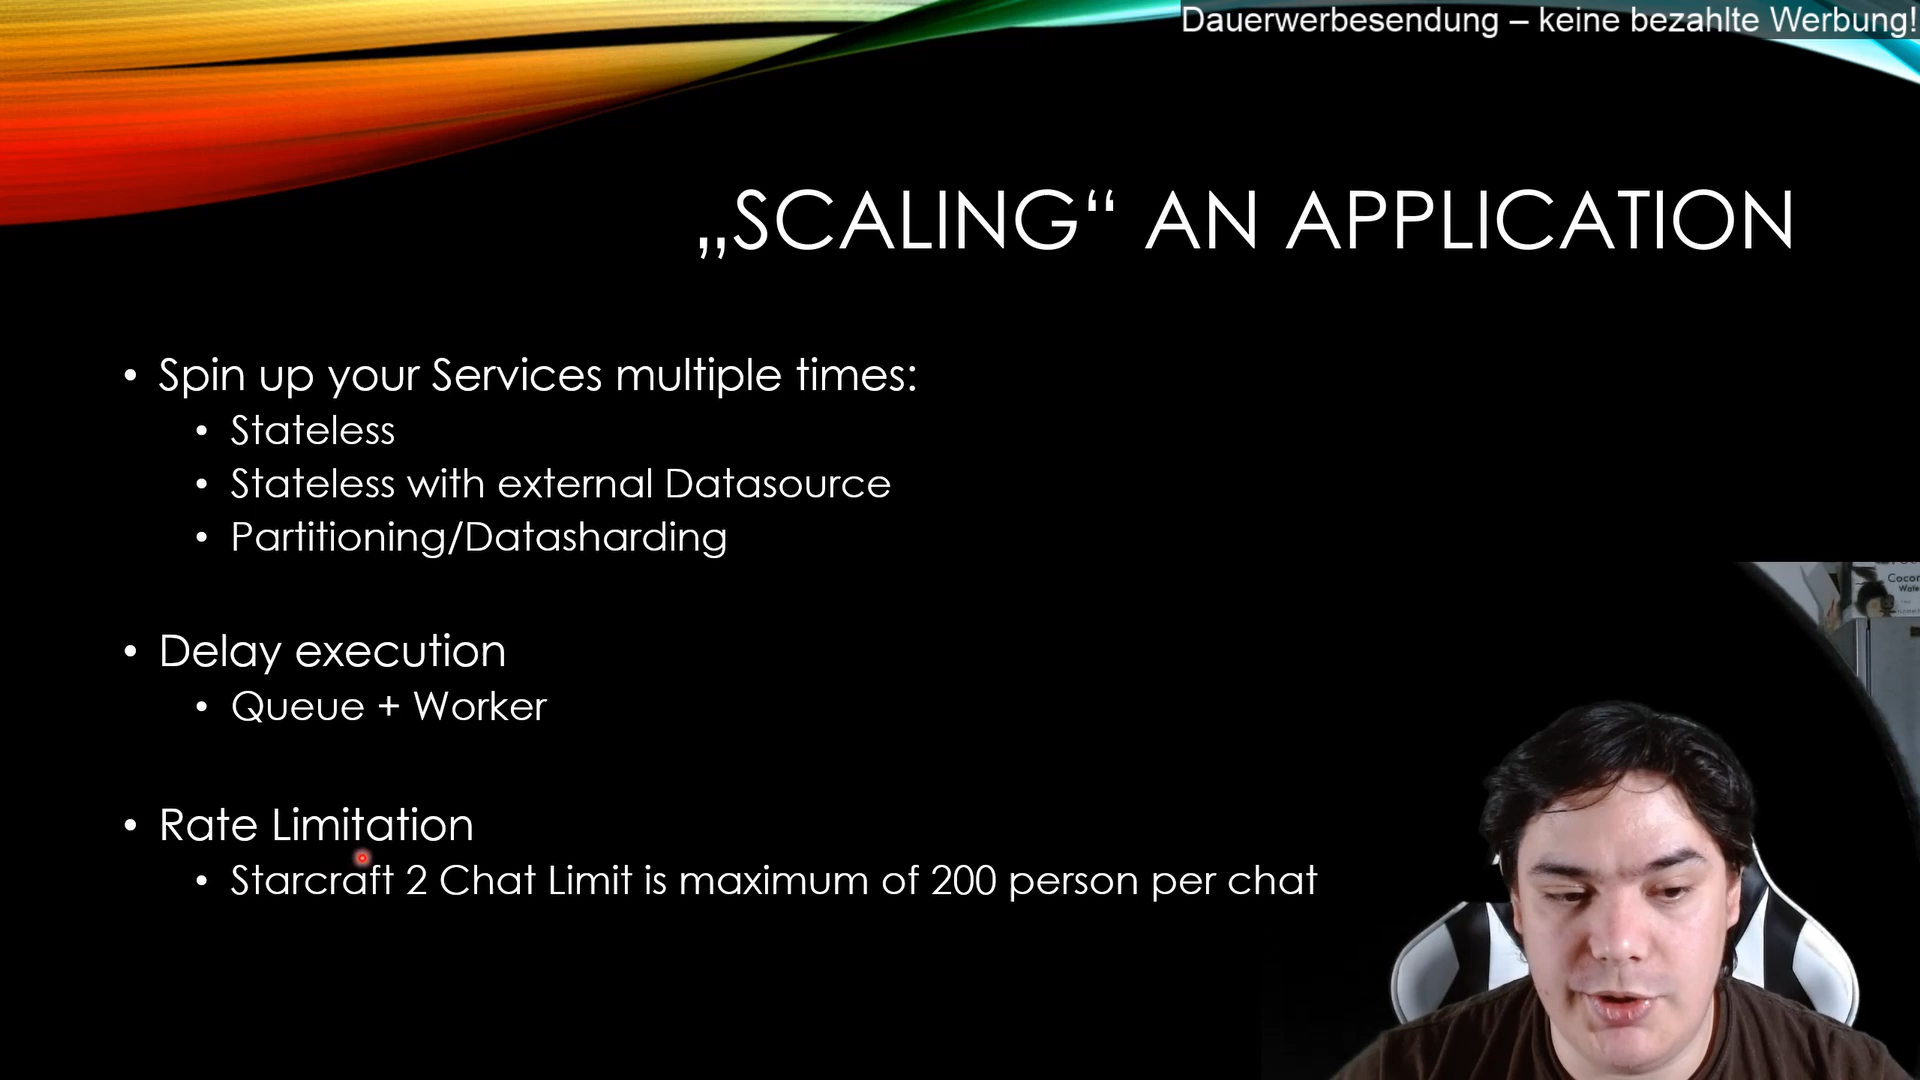 Dauerwerbesendung – keine bezahlte Werbung!
„SCALING“ AN APPLICATION
• Spin up your Services multiple times:
• Stateless
• Stateless with external Datasource
• Partitioning/Datasharding
• Delay execution
• Queue + Worker
• Rate Limitation
• Starcraft 2 Chat Limit is maximum of 200 person per chat